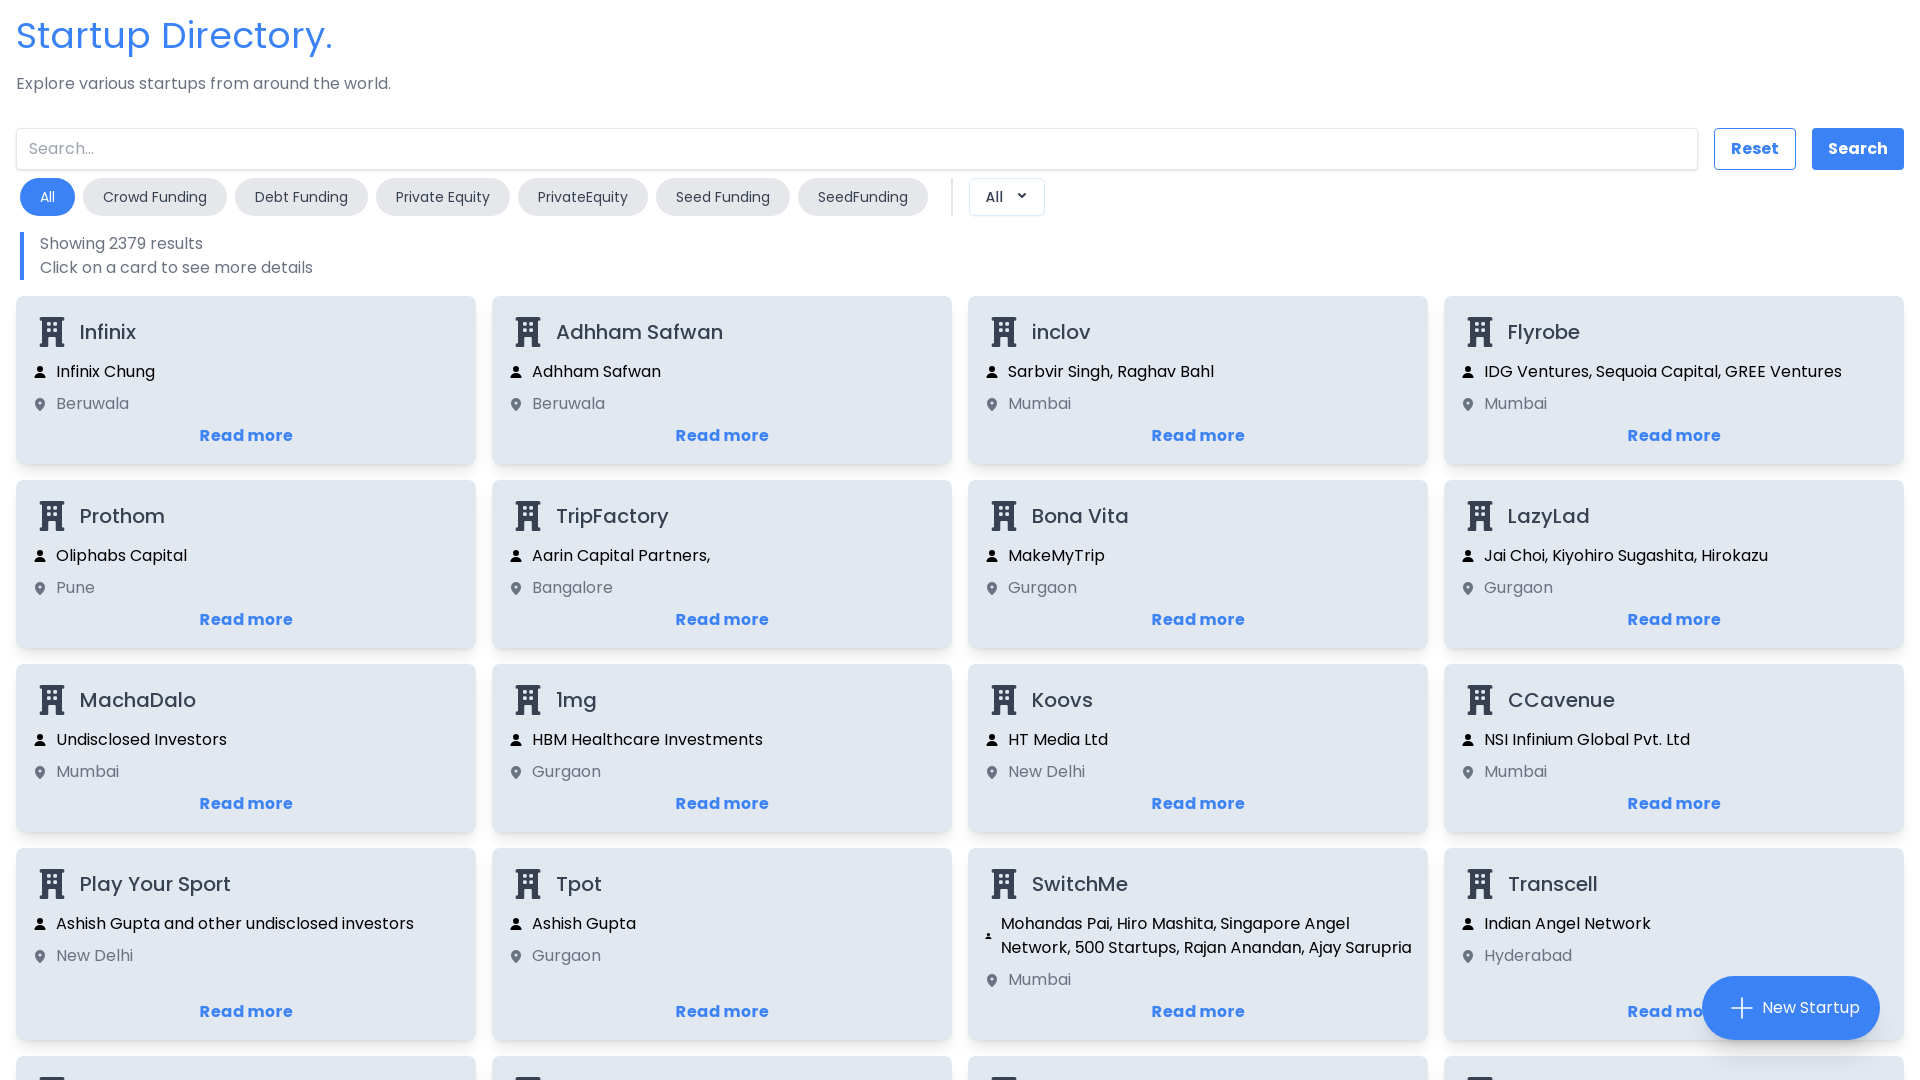 Startup Directory.
Explore various startups from around the world.
Search...
Reset
Search
All
Crowd Funding
Debt Funding
Private Equity
PrivateEquity
Seed Funding
SeedFunding
All
Showing 2379 results
Click on a card to see more details
Infinix
Infinix Chung
Beruwala
Read more
Adhham Safwan
Adhham Safwan
Beruwala
Read more
inclov
Sarbvir Singh, Raghav Bahl
Mumbai
Read more
Flyrobe
IDG Ventures, Sequoia Capital, GREE Ventures
Mumbai
Read more
Prothom
Oliphabs Capital
Pune
Read more
TripFactory
Aarin Capital Partners,
Bangalore
Read more
Bona Vita
MakeMyTrip
Gurgaon
Read more
LazyLad
Jai Choi, Kiyohiro Sugashita, Hirokazu
Gurgaon
Read more
MachaDalo
Undisclosed Investors
Mumbai
Read more
1mg
HBM Healthcare Investments
Gurgaon
Read more
Koovs
HT Media Ltd
New Delhi
Read more
CCavenue
NSI Infinium Global Pvt. Ltd
Mumbai
Read more
Play Your Sport
Ashish Gupta and other undisclosed investors
New Delhi
Read more
Tpot
Ashish Gupta
Gurgaon
Read more
SwitchMe
Mohandas Pai, Hiro Mashita, Singapore Angel
Network, 500 Startups, Rajan Anandan, Ajay Sarupria
Mumbai
Read more
Transcell
Indian Angel Network
Hyderabad
Read mo
New Startup